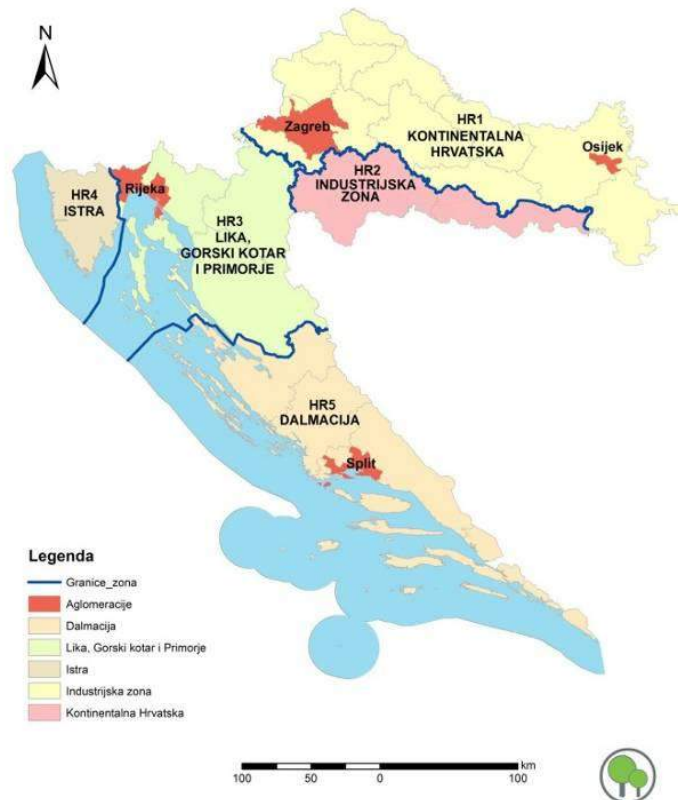 N
Zagreb
HR1
KONTINENTALNA
HRVATSKA
Osijek
HR2
INDUSTRIJSKA
ZONA
Rijeka
HR4
ISTRA
HR3
LIKA,
GORSKI KOTAR
I PRIMORJE
HR5
DALMACIJA
Split
Legenda
Granice_zona
Aglomeracije
Dalmacija
Lika, Gorski kotar i Primorje
Istra
Industrijska zona
Kontinentalna Hrvatska
km
100 50 0 100